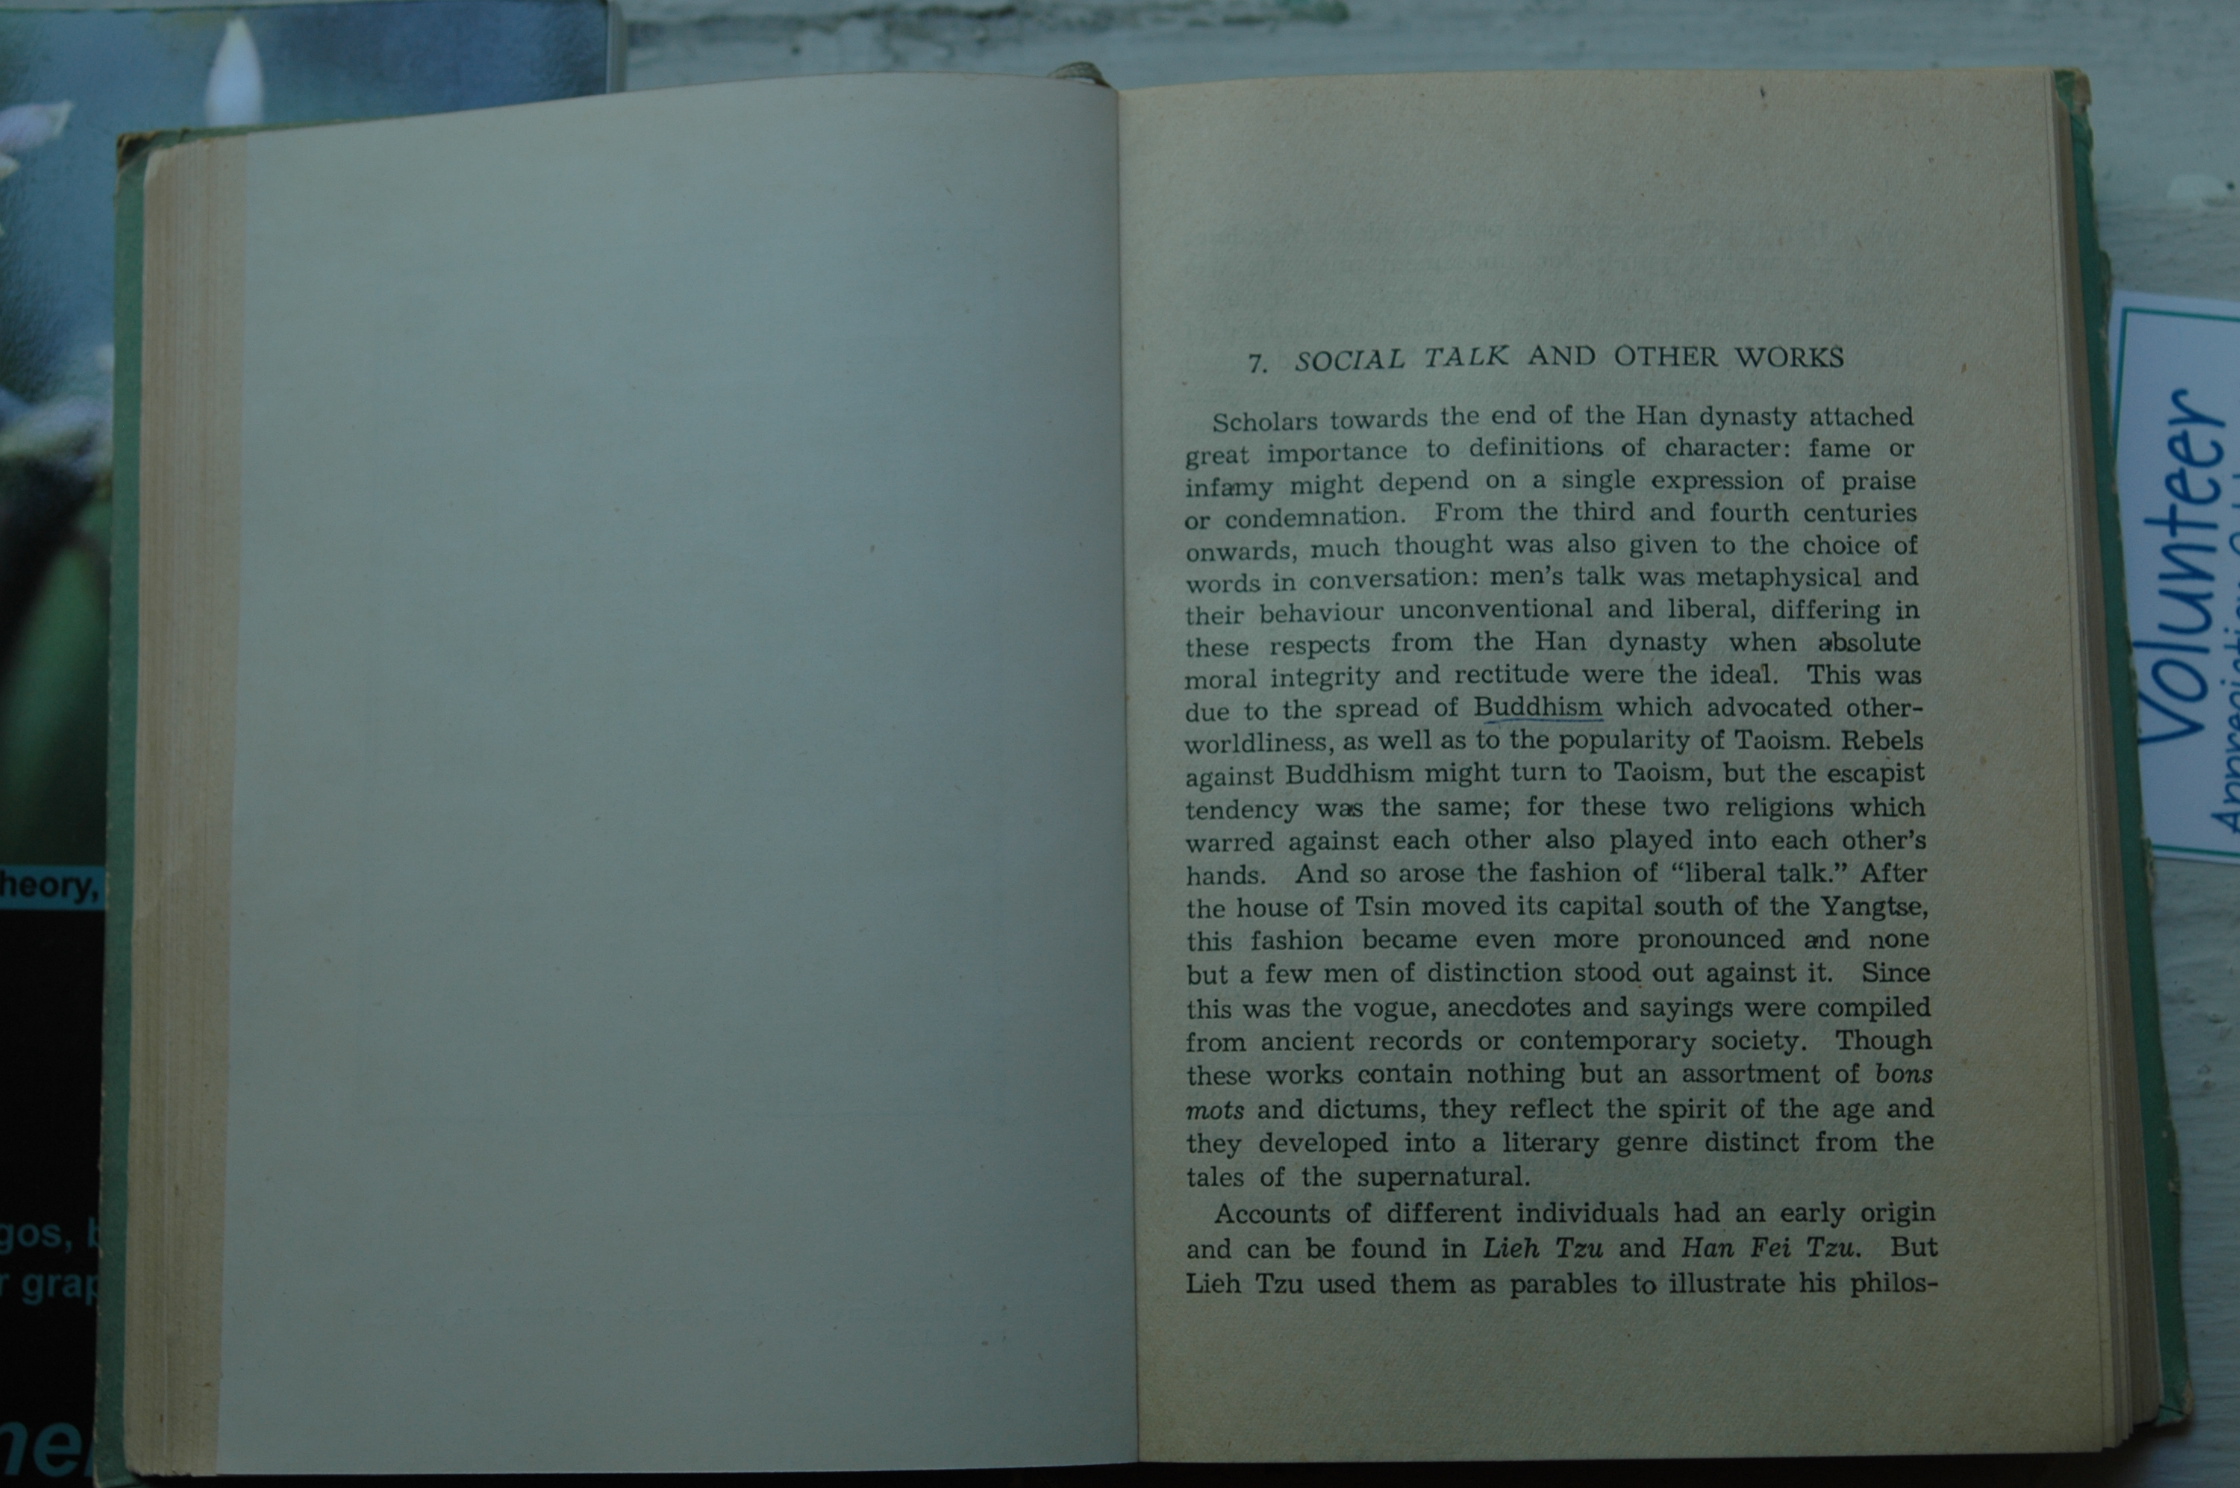 heory,
gos, b
r grap
ne
7. SOCIAL TALK AND OTHER WORKS
Scholars towards the end of the Han dynasty attached
great importance to definitions of character: fame or
infamy might depend on a single expression of praise
or condemnation. From the third and fourth centuries
onwards, much thought was also given to the choice of
words in conversation: men's talk was metaphysical and
their behaviour unconventional and liberal, differing in
these respects from the Han dynasty when absolute
moral integrity and rectitude were the ideal. This was
due to the spread of Buddhism which advocated other-
worldliness, as well as to the popularity of Taoism. Rebels
against Buddhism might turn to Taoism, but the escapist
tendency was the same; for these two religions which
warred against each other also played into each other's
hands. And so arose the fashion of "liberal talk." After
the house of Tsin moved its capital south of the Yangtse,
this fashion became even more pronounced and none
but a few men of distinction stood out against it. Since
this was the vogue, anecdotes and sayings were compiled
from ancient records or contemporary society. Though
these works contain nothing but an assortment of bons
mots and dictums, they reflect the spirit of the age and
they developed into a literary genre distinct from the
tales of the supernatural.
Accounts of different individuals had an early origin
and can be found in Lieh Tzu and Han Fei Tzu. But
Lieh Tzu used them as parables to illustrate his philos-
Volunteer